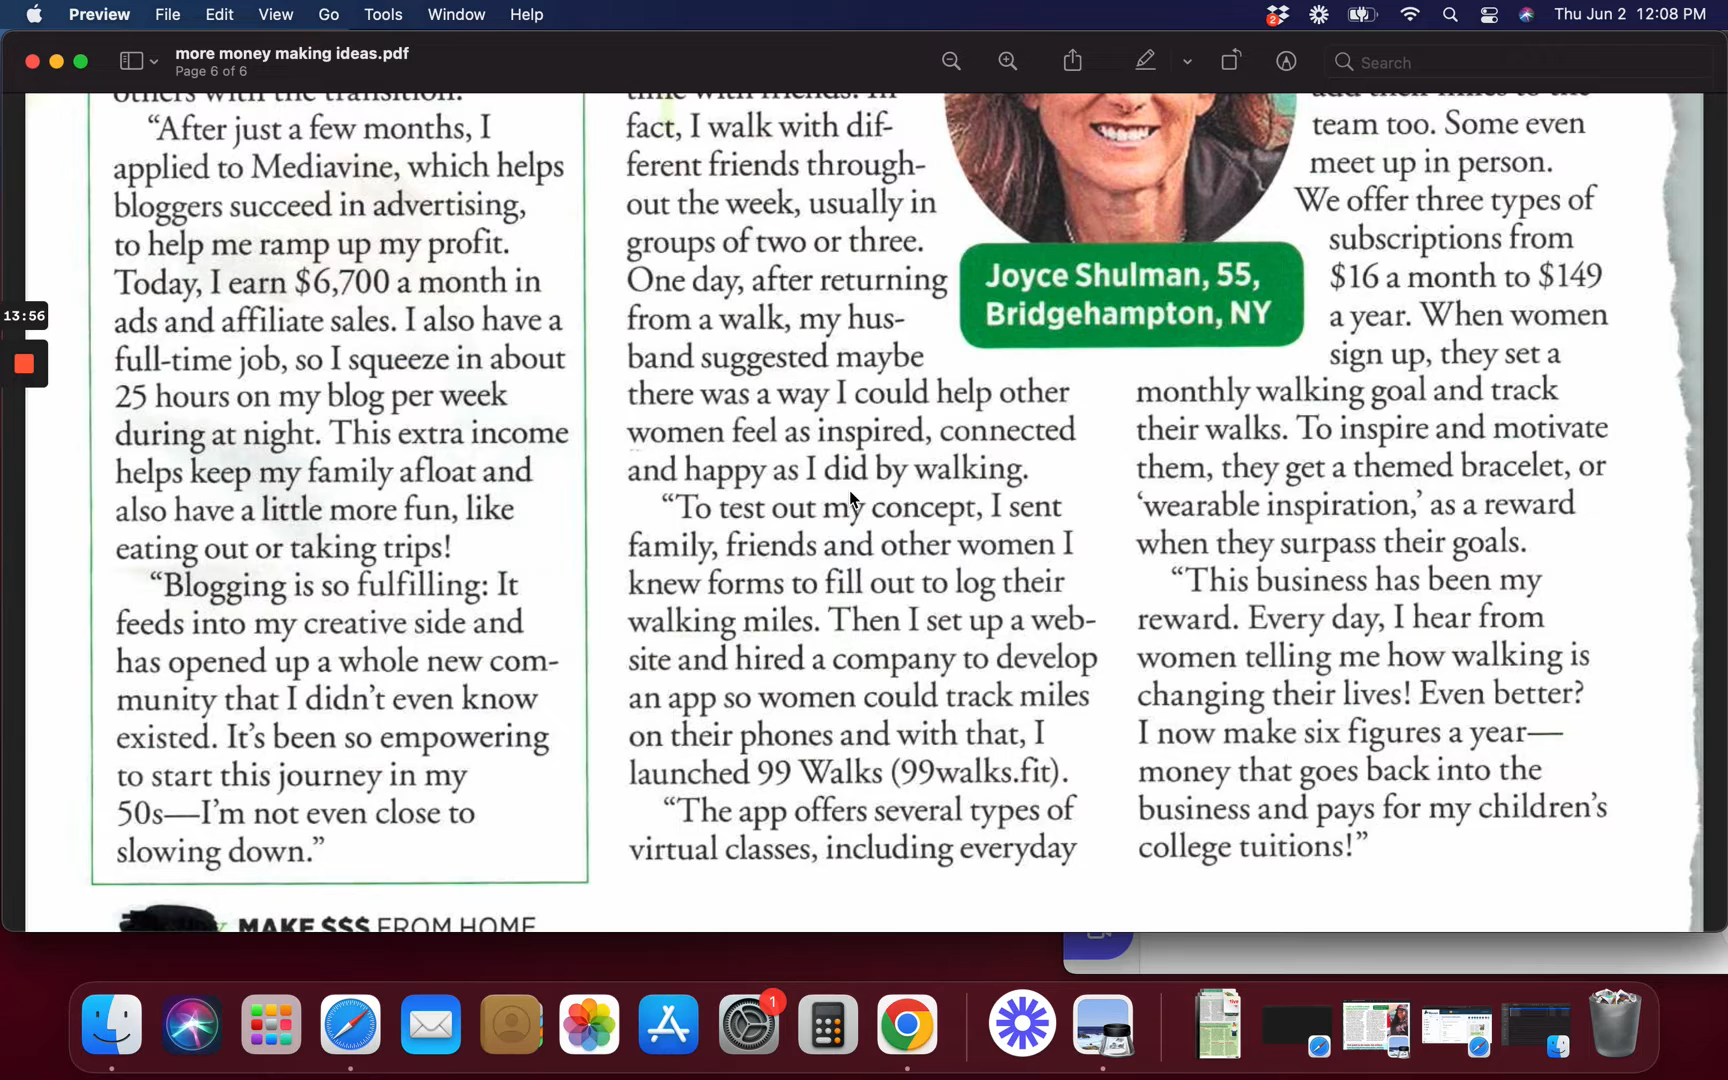 Preview File Edit View Go Tools Window Help
2
Thu Jun 2 12:08 PM
more money making ideas.pdf
Page 6 of 6
Search
13:56
others with the transition.
“After just a few months, I
applied to Mediavine, which helps
bloggers succeed in advertising,
to help me ramp up my profit.
Today, I earn $6,700 a month in
ads and affiliate sales. I also have a
full-time job, so I squeeze in about
25 hours on my blog per week
during at night. This extra income
helps keep my family afloat and
also have a little more fun, like
eating out or taking trips!
“Blogging is so fulfilling: It
feeds into my creative side and
has opened up a whole new com-
munity that I didn’t even know
existed. It’s been so empowering
to start this journey in my
50s—I’m not even close to
slowing down.”
MAKE $$$ FROM HOME
time with friends. In
fact, I walk with dif-
ferent friends through-
out the week, usually in
groups of two or three.
One day, after returning
from a walk, my hus-
band suggested maybe
there was a way I could help other
women feel as inspired, connected
and happy as I did by walking.
“To test out my concept, I sent
family, friends and other women I
knew forms to fill out to log their
walking miles. Then I set up a web-
site and hired a company to develop
an app so women could track miles
on their phones and with that, I
launched 99 Walks (99walks.fit).
“The app offers several types of
virtual classes, including everyday
Joyce Shulman, 55,
Bridgehampton, NY
add their miles to the
team too. Some even
meet up in person.
We offer three types of
subscriptions from
$16 a month to $149
a year. When women
sign up, they set a
monthly walking goal and track
their walks. To inspire and motivate
them, they get a themed bracelet, or
‘wearable inspiration,’ as a reward
when they surpass their goals.
“This business has been my
reward. Every day, I hear from
women telling me how walking is
changing their lives! Even better?
I now make six figures a year—
money that goes back into the
business and pays for my children’s
college tuitions!”
1